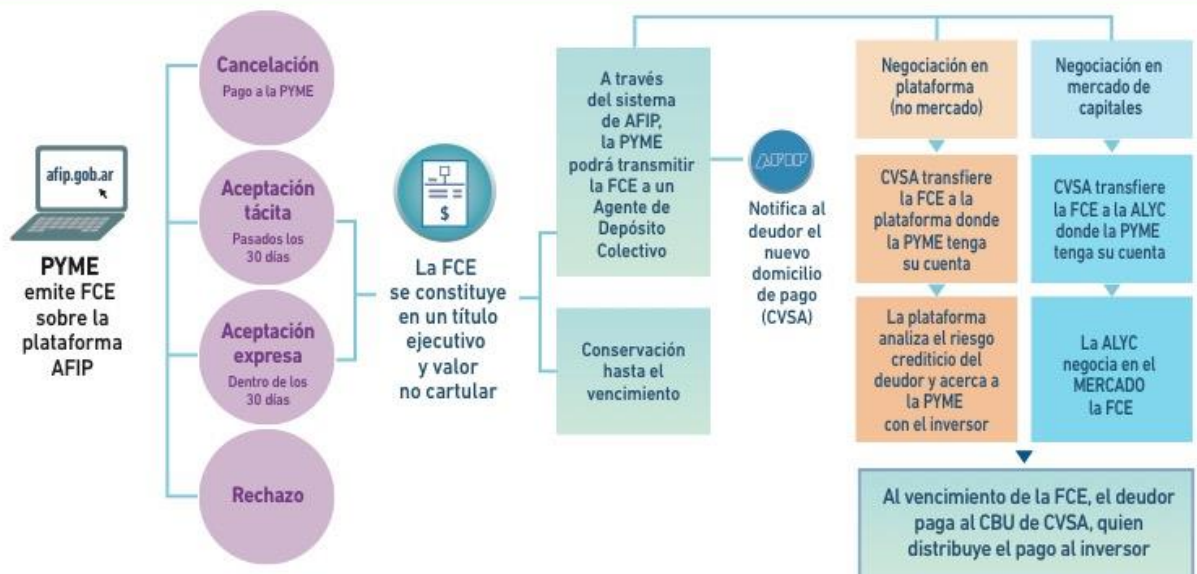 afip.gob.ar
PYME
emite FCE
sobre la
plataforma
AFIP
Cancelación
Pago a la PYME
Aceptación
tácita
Pasados los
30 días
Aceptación
expresa
Dentro de los
30 días
Rechazo
$
La FCE
se constituye
en un título
ejecutivo
y valor
no cartular
A través
del sistema
de AFIP,
la PYME
podrá transmitir
la FCE a un
Agente de
Depósito
Colectivo
Conservación
hasta el
vencimiento
AFIP
Notifica al
deudor el
nuevo
domicilio
de pago
(CVSA)
Negociación en
plataforma
(no mercado)
CVSA transfiere
la FCE a la
plataforma donde
la PYME tenga
su cuenta
La plataforma
analiza el riesgo
crediticio del
deudor y acerca a
la PYME
con el inversor
Negociación en
mercado de
capitales
CVSA transfiere
la FCE a la ALYC
donde la PYME
tenga su cuenta
La ALYC
negocia en el
MERCADO
la FCE
Al vencimiento de la FCE, el deudor
paga al CBU de CVSA, quien
distribuye el pago al inversor